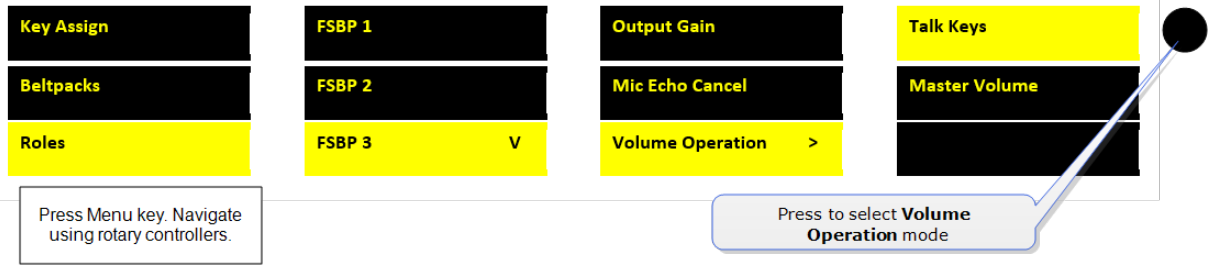 Key Assign
Beltpacks
Roles
FSBP 1
FSBP 2
FSBP 3 V
Output Gain
Mic Echo Cancel
Volume Operation >
Talk Keys
Master Volume
Press Menu key. Navigate
using rotary controllers.
Press to select Volume
Operation mode